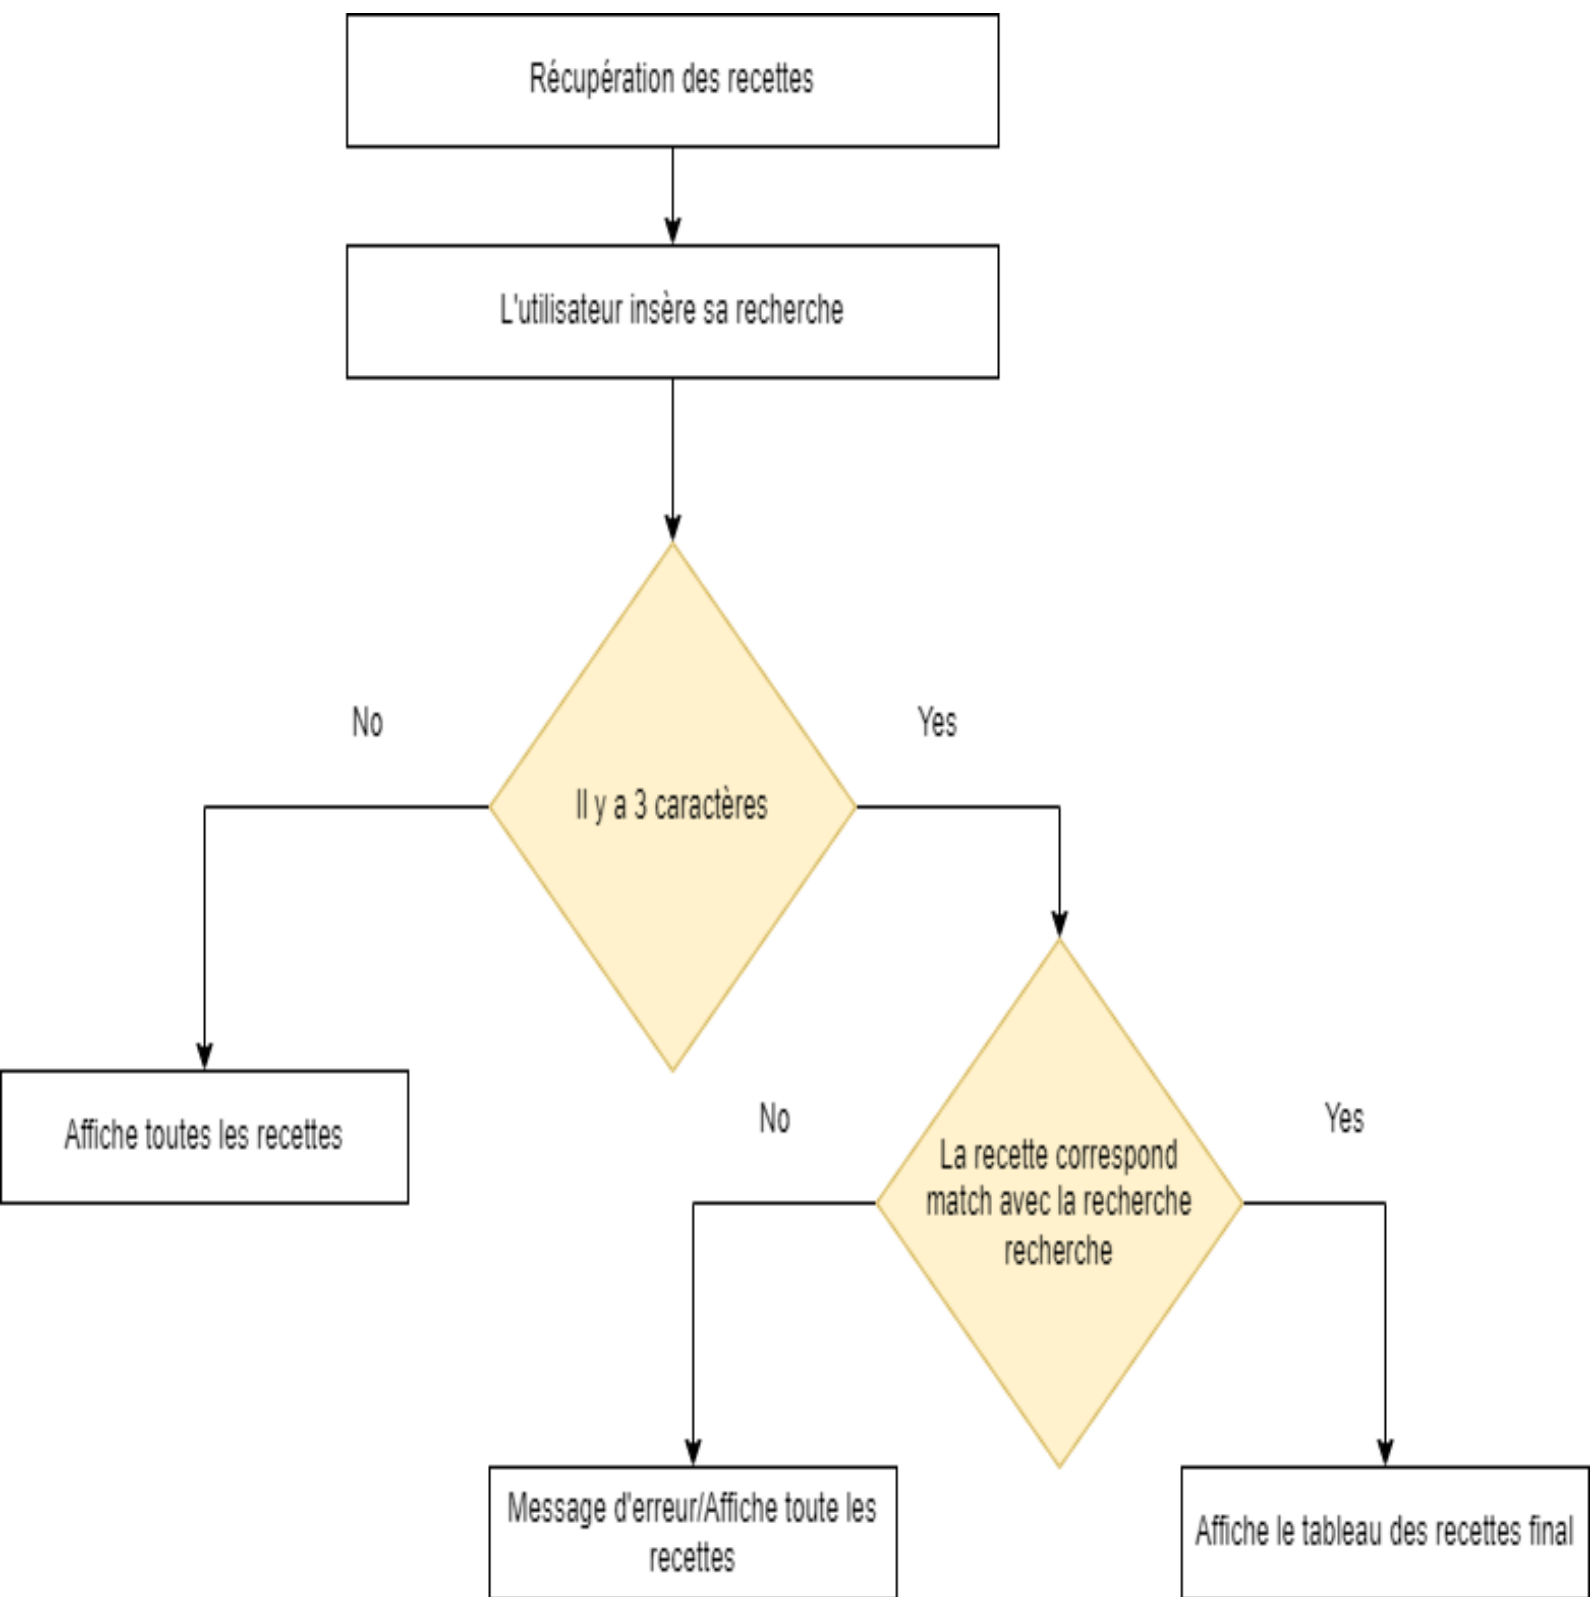 Récupération des recettes
L'utilisateur insère sa recherche
No
Yes
Il y a 3 caractères
Affiche toutes les recettes
No
Yes
La recette correspond
match avec la recherche
recherche
Message d'erreur/Affiche toute les
recettes
Affiche le tableau des recettes final